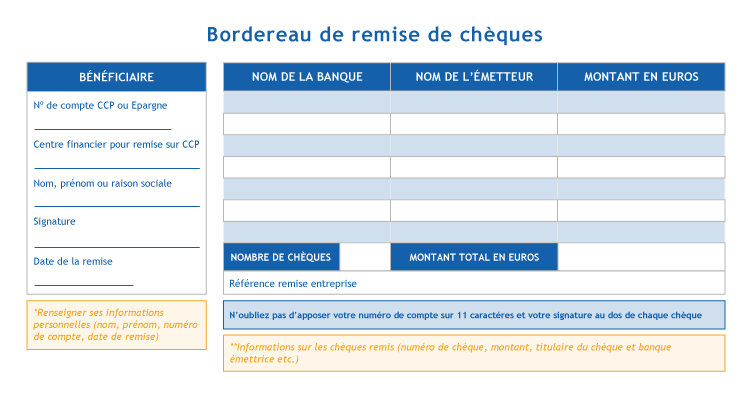 Bordereau de remise de chèques
BÉNÉFICIAIRE
N° de compte CCP ou Epargne
Centre financier pour remise sur CCP
Nom, prénom ou raison sociale
Signature
Date de la remise
*Renseigner ses informations
personnelles (nom, prénom, numéro
de compte, date de remise)
NOM DE LA BANQUE
NOM DE L’ÉMETTEUR
MONTANT EN EUROS
NOMBRE DE CHÈQUES
MONTANT TOTAL EN EUROS
Référence remise entreprise
N’oubliez pas d’apposer votre numéro de compte sur 11 caractères et votre signature au dos de chaque chèque
**Informations sur les chèques remis (numéro de chèque, montant, titulaire du chèque et banque
émettrice etc.)